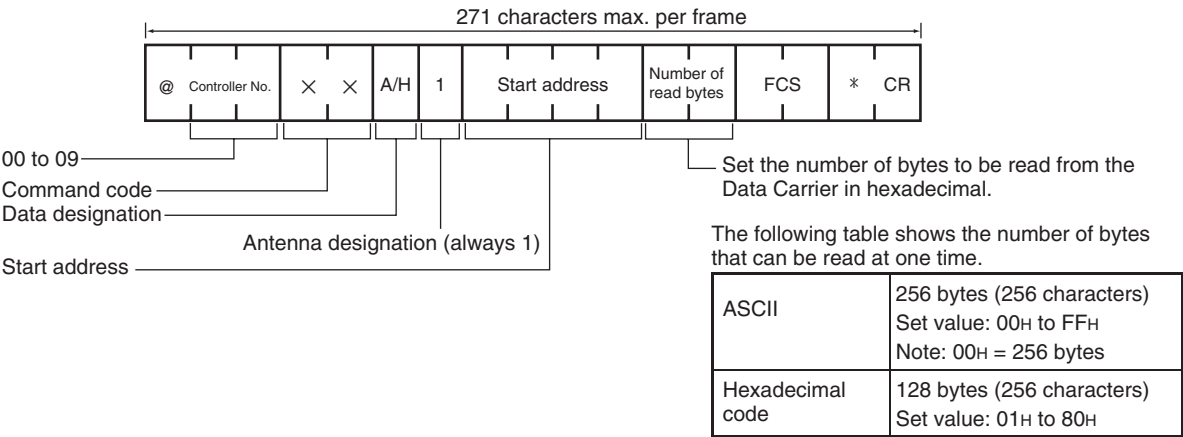 271 characters max. per frame
@ Controller No. × × A/H 1 Start address Number of read bytes FCS * CR
00 to 09
Command code
Data designation
Antenna designation (always 1)
Start address
Set the number of bytes to be read from the
Data Carrier in hexadecimal.
The following table shows the number of bytes
that can be read at one time.
ASCII
256 bytes (256 characters)
Set value: 00H to FFH
Note: 00H = 256 bytes
Hexadecimal
code
128 bytes (256 characters)
Set value: 01H to 80H